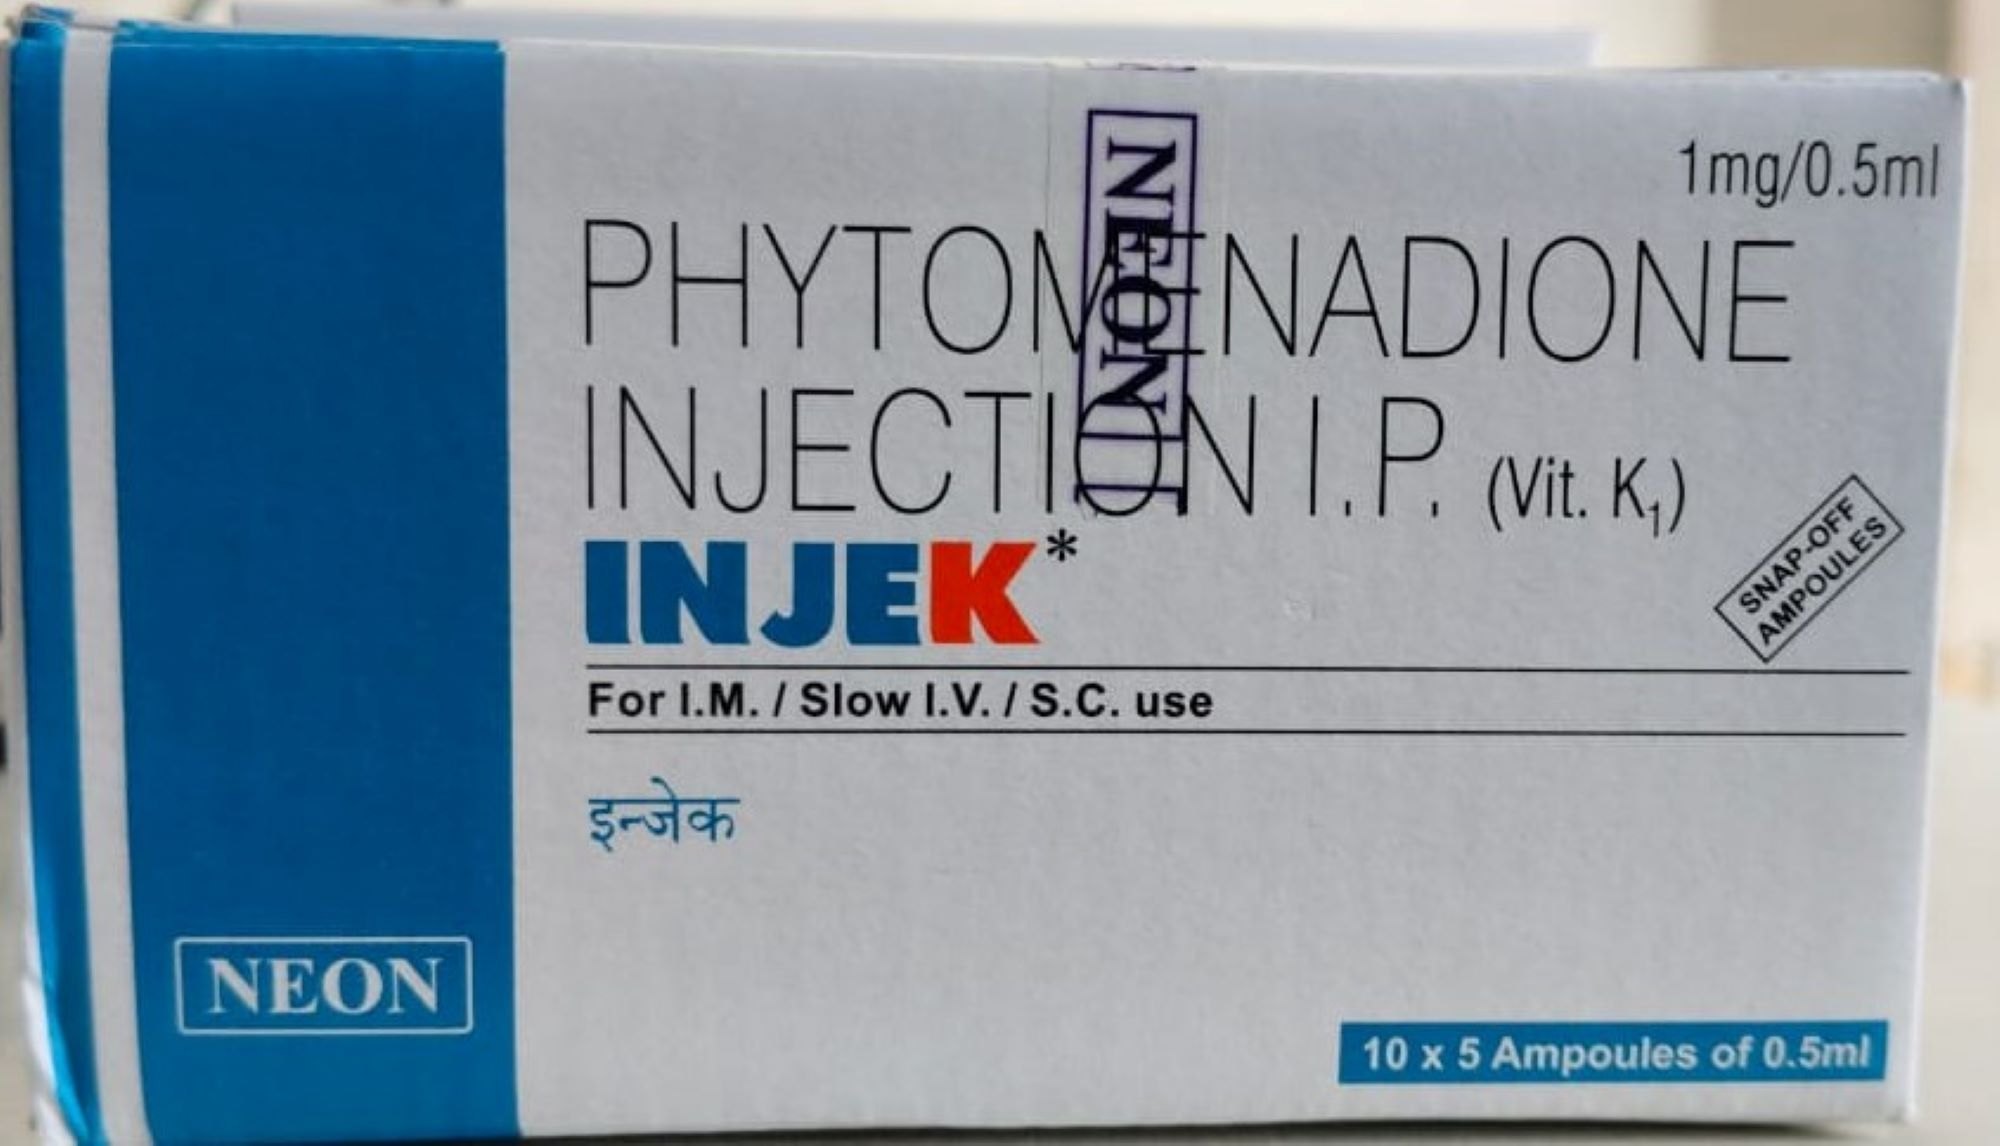 1mg/0.5ml
PHYTOMENADIONE
INJECTION I.P. (Vit. K₁)
NEON
SNAP-OFF
AMPOULES
INJEK*
For I.M. / Slow I.V. / S.C. use
इन्जेक
NEON
10 x 5 Ampoules of 0.5ml